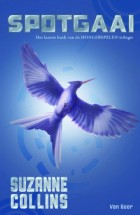 SPOTGAAI
Het laatste boek van de HONGERSPELEN-trilogie
SUZANNE
COLLINS
Van Goor